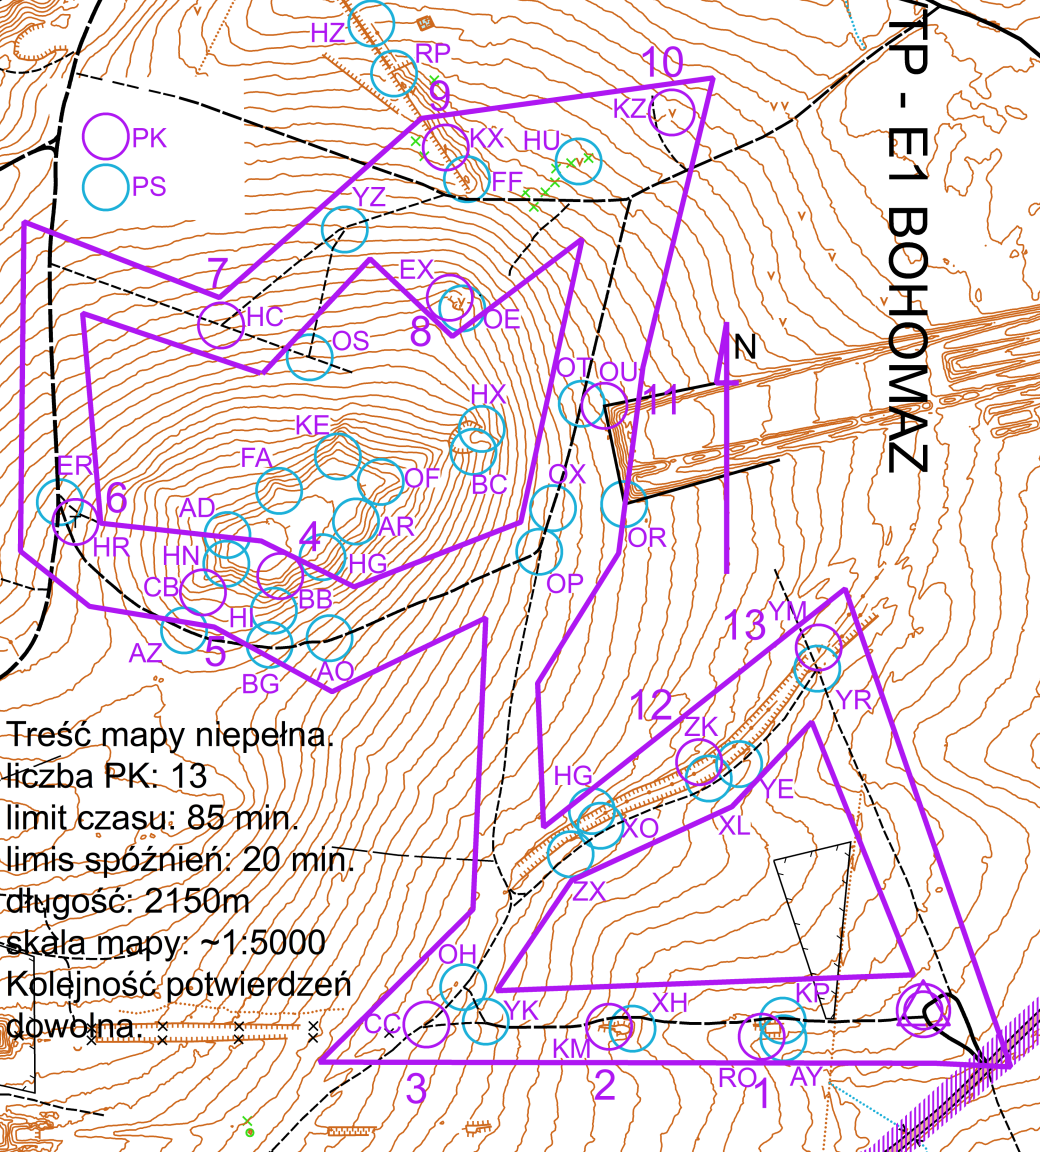 HZ
RP
10
TP - E1 BOHOMAZ
9
KZ
PK
KX
HU
PS
FF
YZ
7
EX
HC
OE
8
OS
N
OT
OU
11
HX
KE
FA
OF
BC
ER
OX
6
AD
AR
4
HR
OR
HN
HG
OP
CB
BB
HI
YM
13
AZ
5
BG
AO
YR
12
ZK
Treść mapy niepełna.
liczba PK: 13
HG
YE
limit czasu: 85 min.
XO
XL
limis spóźnień: 20 min.
długość: 2150m
ZX
skala mapy: ~1:5000
OH
Kolejność potwierdzeń
KP
dowolna.
CC
YK
XH
KM
RO
AY
3
2
1